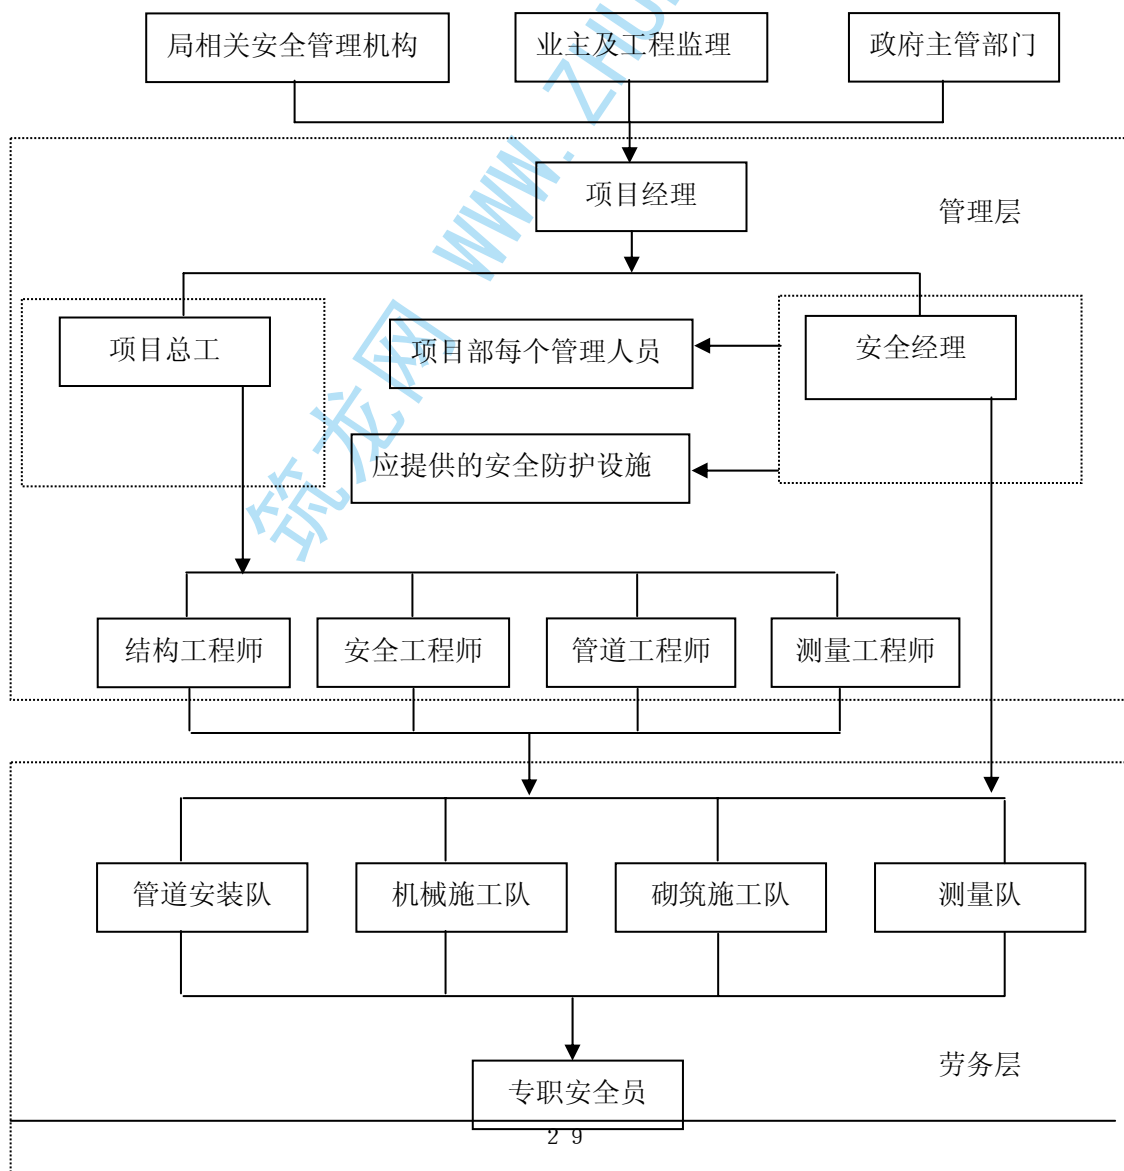 局相关安全管理机构
业主及工程监理
政府主管部门
项目经理
管理层
项目总工
项目部每个管理人员
安全经理
应提供的安全防护设施
筑龙网 WWW. ZHU
结构工程师
安全工程师
管道工程师
测量工程师
管道安装队
机械施工队
砌筑施工队
测量队
劳务层
专职安全员
29